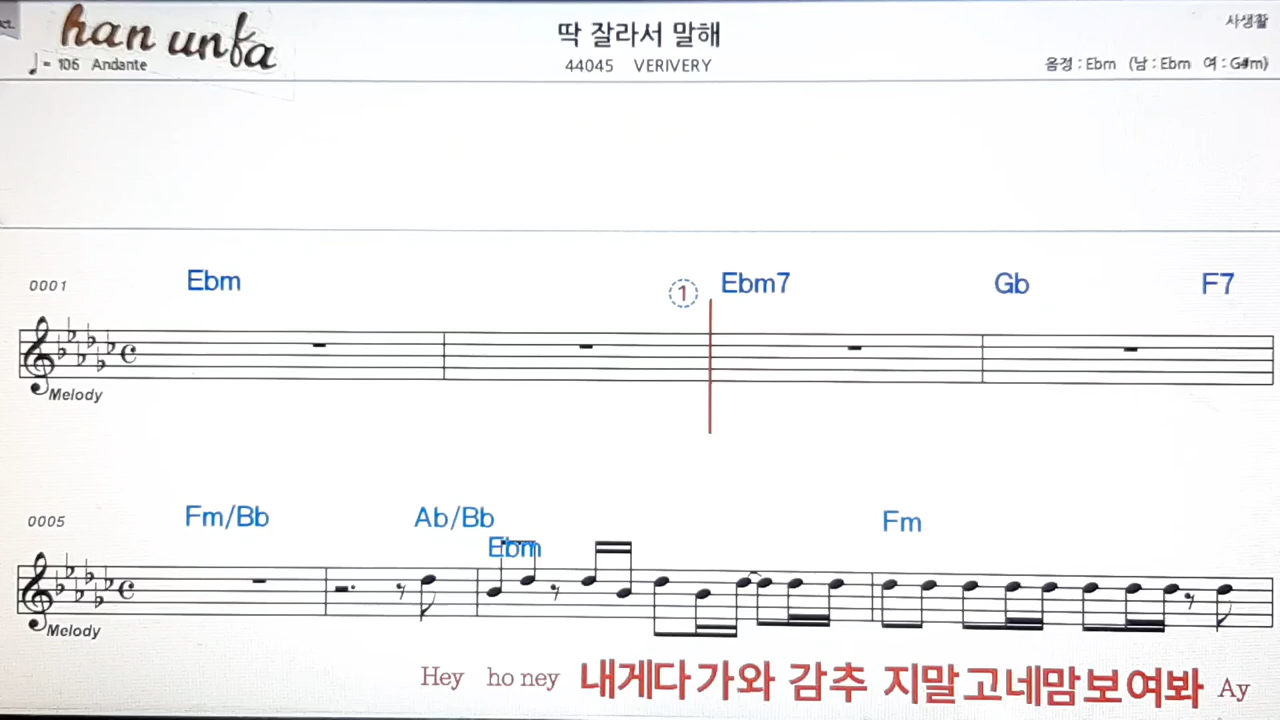 han unfa
딱 잘라서 말해
사생활
♩= 106 Andante
44045 VERIVERY
음정 : Ebm (남 : Ebm 여 : G#m)
0001 Ebm ① Ebm7 Gb F7
Melody
0005 Fm/Bb Ab/Bb Ebm Fm
Melody
Hey ho ney 내게다 가와 감추 지말고네맘보여봐 Ay